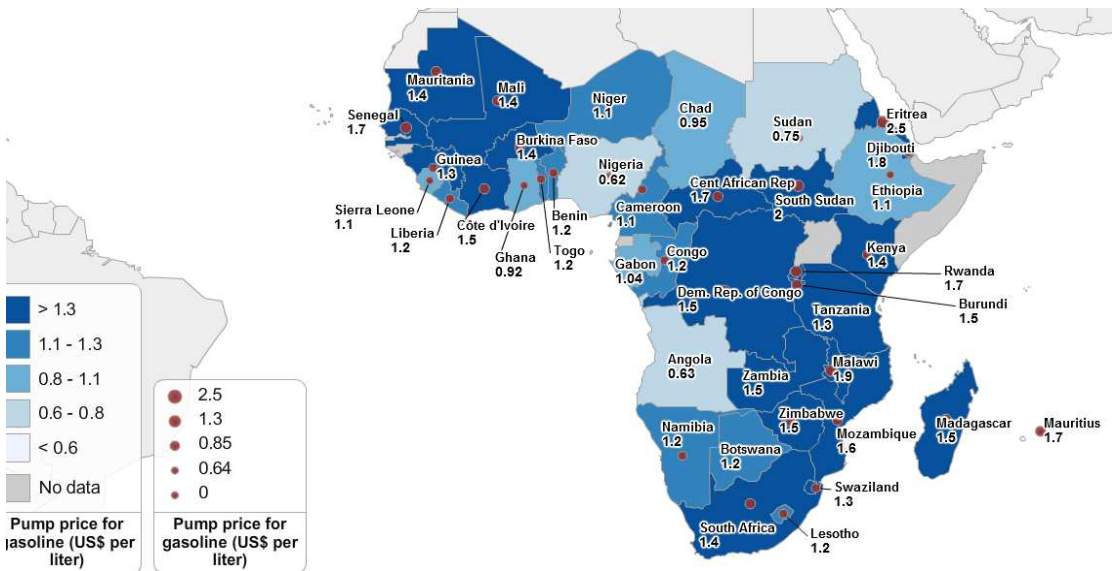 Mauritania
1.4
Mali
1.4
Niger
1.1
Chad
0.95
Sudan
0.75
Eritrea
2.5
Senegal
1.7
Burkina Faso
1.4
Djibouti
1.8
Guinea
1.3
Nigeria
0.62
Cent African Rep
1.7
South Sudan
2
Ethiopia
1.1
Sierra Leone
1.1
Liberia
1.2
Côte d'Ivoire
1.5
Ghana
0.92
Togo
1.2
Benin
1.2
Cameroon
1.1
Gabon
1.04
Congo
1.2
Kenya
1.4
Rwanda
1.7
Dem. Rep. of Congo
1.5
Burundi
1.5
Tanzania
1.3
Angola
0.63
Zambia
1.5
Malawi
1.9
Zimbabwe
1.5
Mozambique
1.6
Madagascar
1.5
Mauritius
1.7
Namibia
1.2
Botswana
1.2
Swaziland
1.3
South Africa
1.4
Lesotho
1.2
> 1.3
1.1 - 1.3
0.8 - 1.1
0.6 - 0.8
< 0.6
No data
Pump price for
gasoline (US$ per
liter)
2.5
1.3
0.85
0.64
0
Pump price for
gasoline (US$ per
liter)